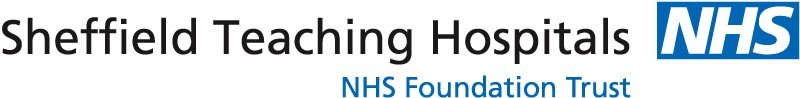 Sheffield Teaching Hospitals NHS
NHS Foundation Trust